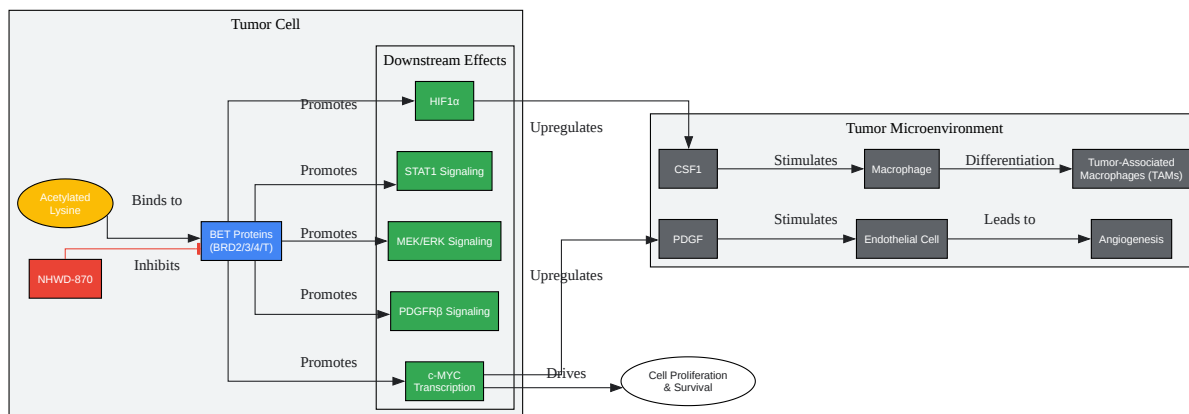 Tumor Cell
Downstream Effects
Promotes
HIF1α
Upregulates
Tumor Microenvironment
CSF1
Stimulates
Macrophage
Differentiation
Tumor-Associated
Macrophages (TAMs)
Promotes
STAT1 Signaling
Acetylated
Lysine
Binds to
BET Proteins
(BRD2/3/4/T)
Promotes
MEK/ERK Signaling
PDGF
Stimulates
Endothelial Cell
Leads to
Angiogenesis
NHWD-870
Inhibits
Upregulates
Promotes
PDGFRβ Signaling
Promotes
c-MYC
Transcription
Drives
Cell Proliferation
& Survival